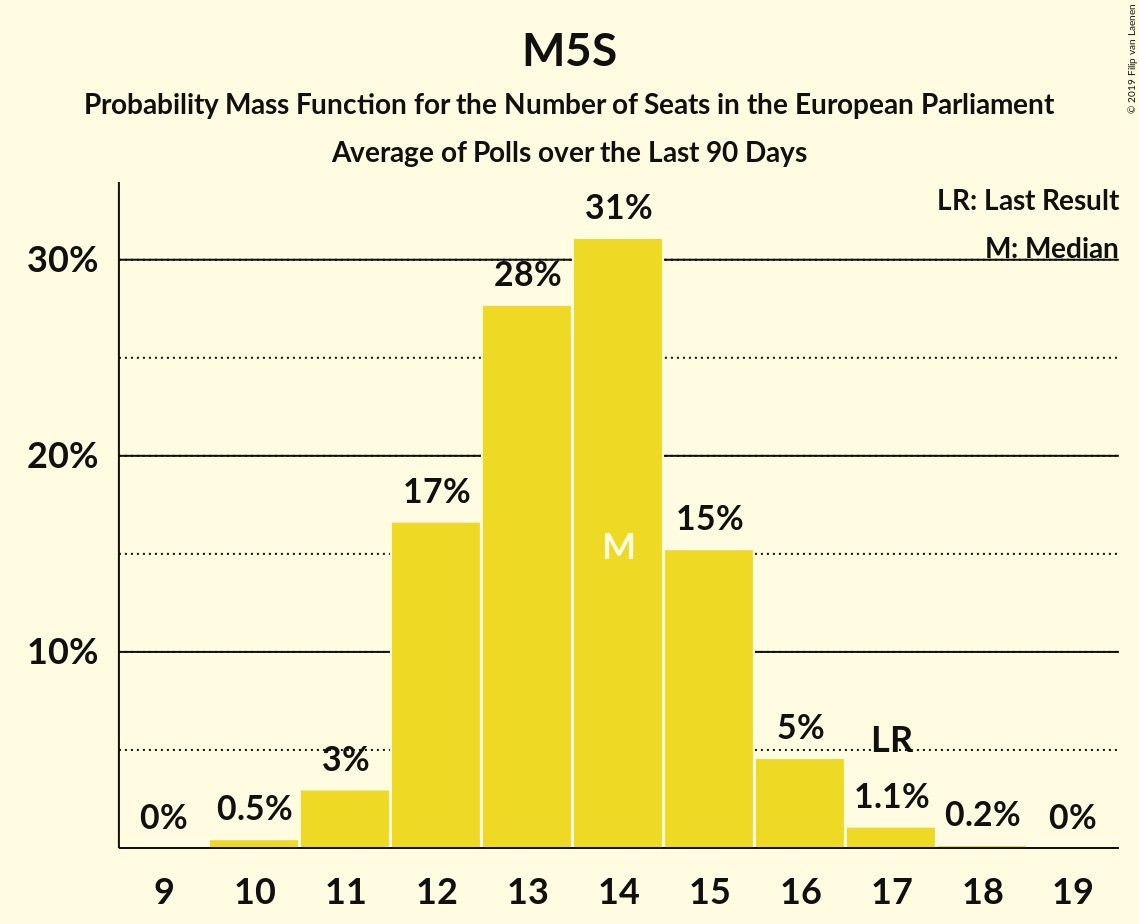 M5S
Probability Mass Function for the Number of Seats in the European Parliament
Average of Polls over the Last 90 Days
© 2019 Filip van Laenen
LR: Last Result
M: Median
30%
20%
10%
0%
0.5%
3%
17%
28%
31%
M
15%
5%
LR
1.1%
0.2%
0%
9 10 11 12 13 14 15 16 17 18 19